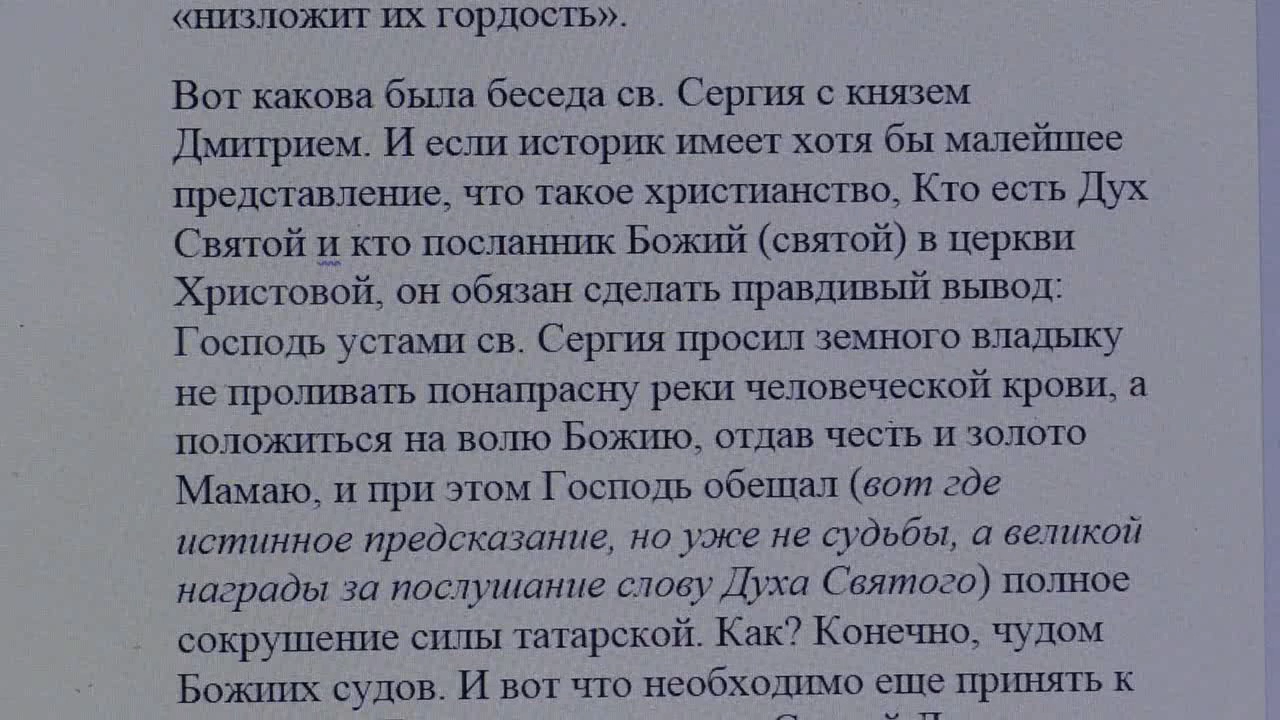 «низложит их гордость».
Вот какова была беседа св. Сергия с князем
Дмитрием. И если историк имеет хотя бы малейшее
представление, что такое христианство, Кто есть Дух
Святой и кто посланник Божий (святой) в церкви
Христовой, он обязан сделать правдивый вывод:
Господь устами св. Сергия просил земного владыку
не проливать понапрасну реки человеческой крови, а
положиться на волю Божию, отдав честь и золото
Мамаю, и при этом Господь обещал (вот где
истинное предсказание, но уже не судьбы, а великой
награды за послушание слову Духа Святого) полное
сокрушение силы татарской. Как? Конечно, чудом
Божиих судов. И вот что необходимо еще принять к